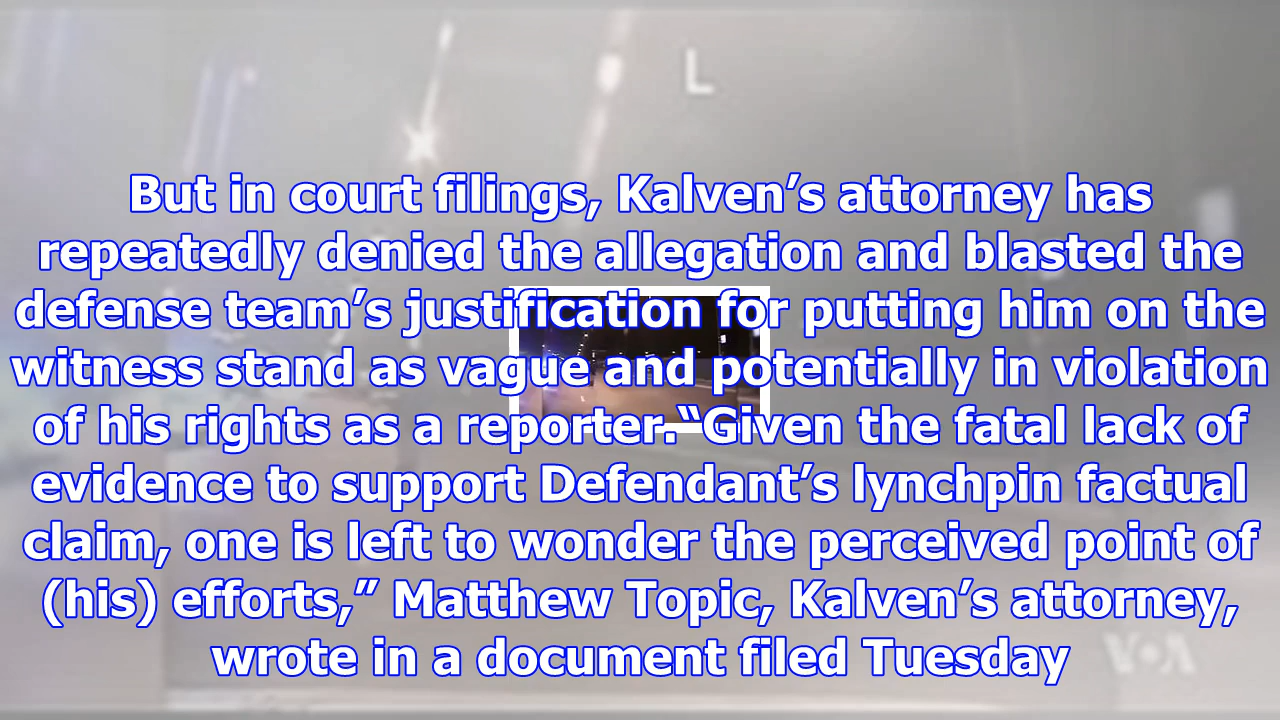 L
But in court filings, Kalven’s attorney has
repeatedly denied the allegation and blasted the
defense team’s justification for putting him on the
witness stand as vague and potentially in violation
of his rights as a reporter.“Given the fatal lack of
evidence to support Defendant’s lynchpin factual
claim, one is left to wonder the perceived point of
(his) efforts,” Matthew Topic, Kalven’s attorney,
wrote in a document filed Tuesday
VOA